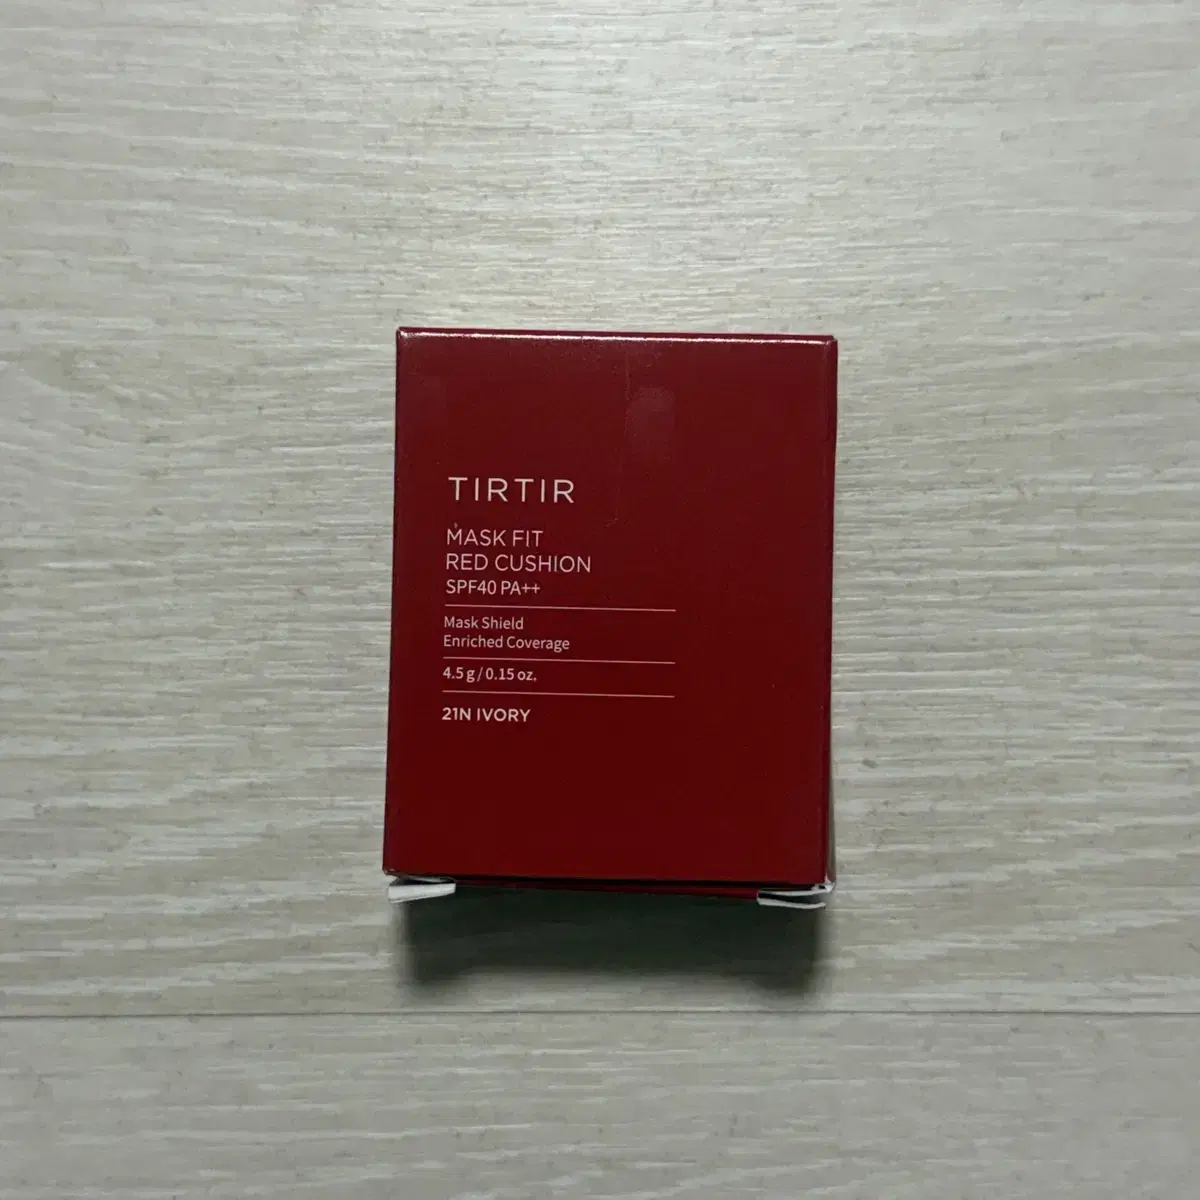 TIRTIR
MASK FIT
RED CUSHION
SPF40 PA++
Mask Shield
Enriched Coverage
4.5 g / 0.15 oz.
21N IVORY